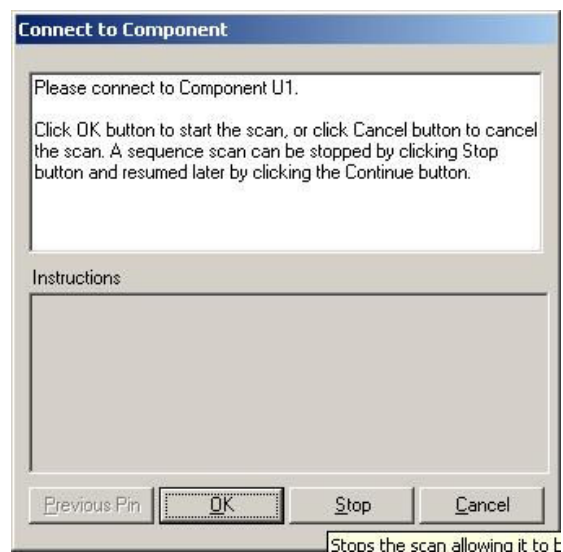 Connect to Component
Please connect to Component U1.
Click OK button to start the scan, or click Cancel button to cancel
the scan. A sequence scan can be stopped by clicking Stop
button and resumed later by clicking the Continue button.
Instructions
Previous Pin OK Stop Cancel
Stops the scan allowing it to b